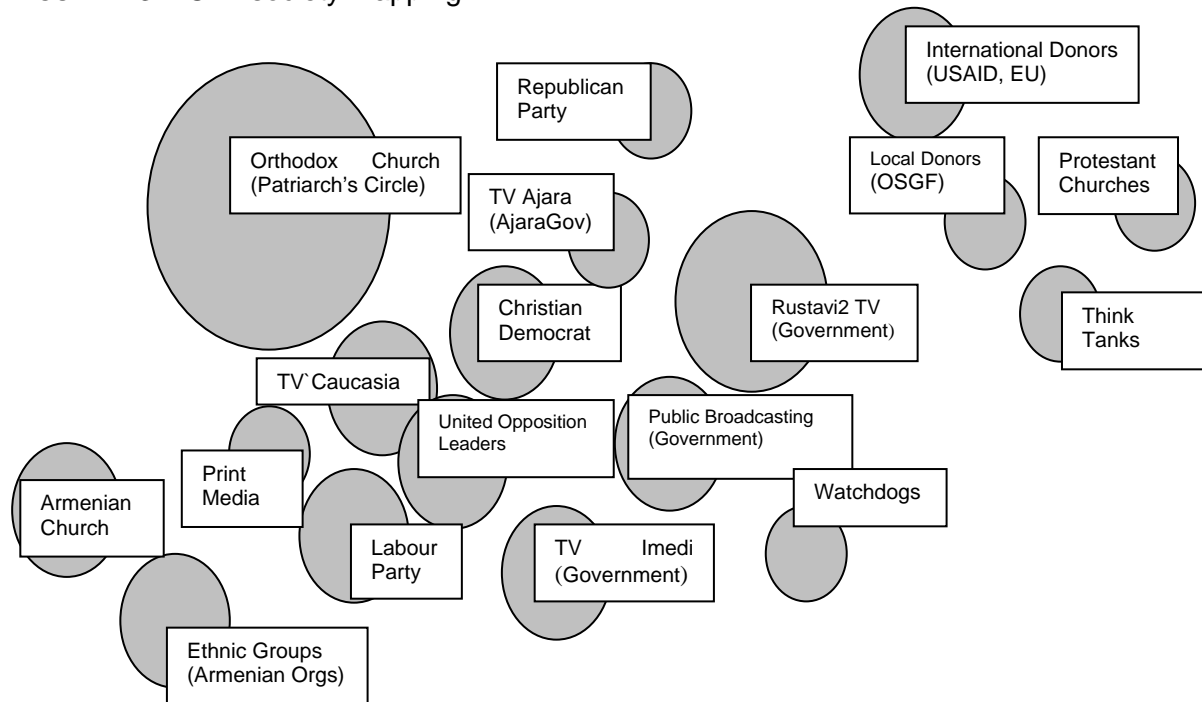 International Donors
(USAID, EU)
Republican
Party
Orthodox Church
(Patriarch's Circle)
Local Donors
(OSGF)
Protestant
Churches
TV Ajara
(AjaraGov)
Christian
Democrat
Rustavi2 TV
(Government)
Think
Tanks
TV`Caucasia
United Opposition
Leaders
Public Broadcasting
(Government)
Print
Media
Watchdogs
Armenian
Church
Labour
Party
TV Imedi
(Government)
Ethnic Groups
(Armenian Orgs)